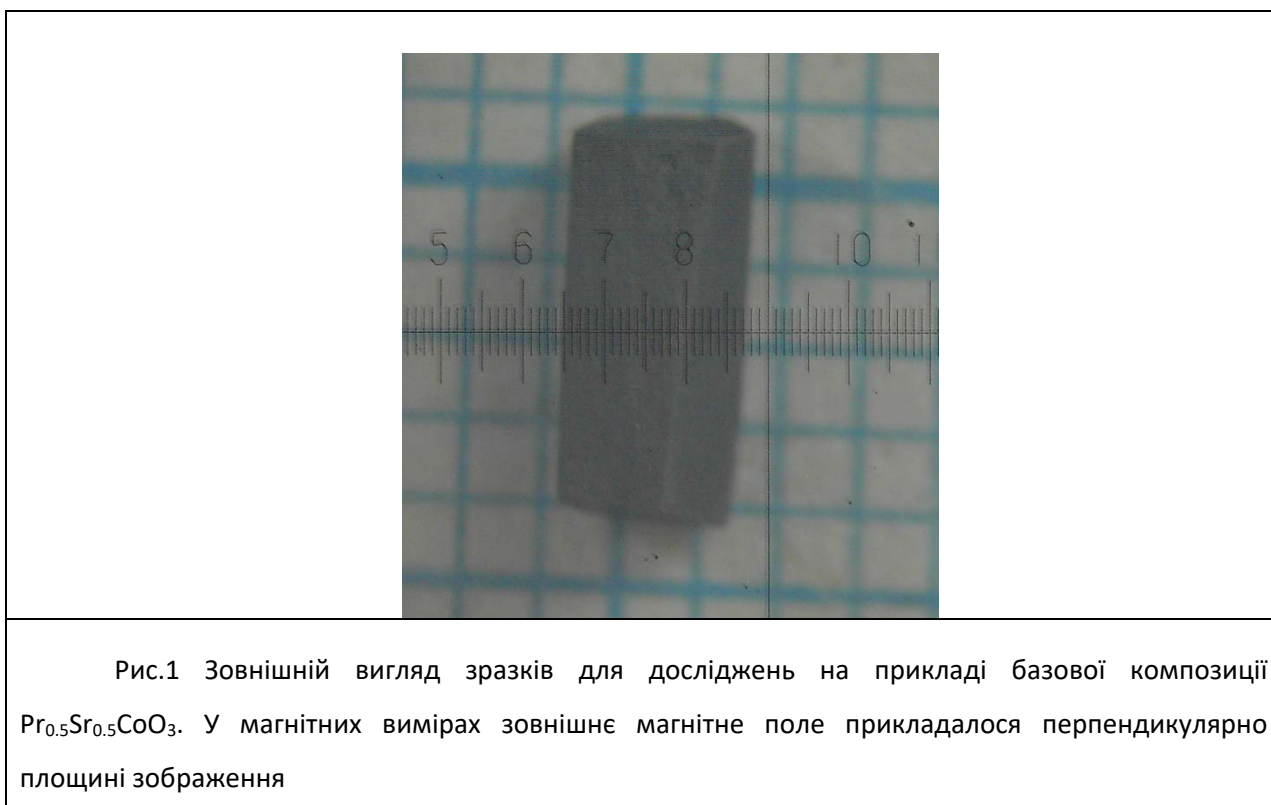 5 6 7 8 10 1
Рис.1 Зовнішній вигляд зразків для досліджень на прикладі базової композиції
Pr0.5Sr0.5CoO3. У магнітних вимірах зовнішнє магнітне поле прикладалося перпендикулярно
площині зображення